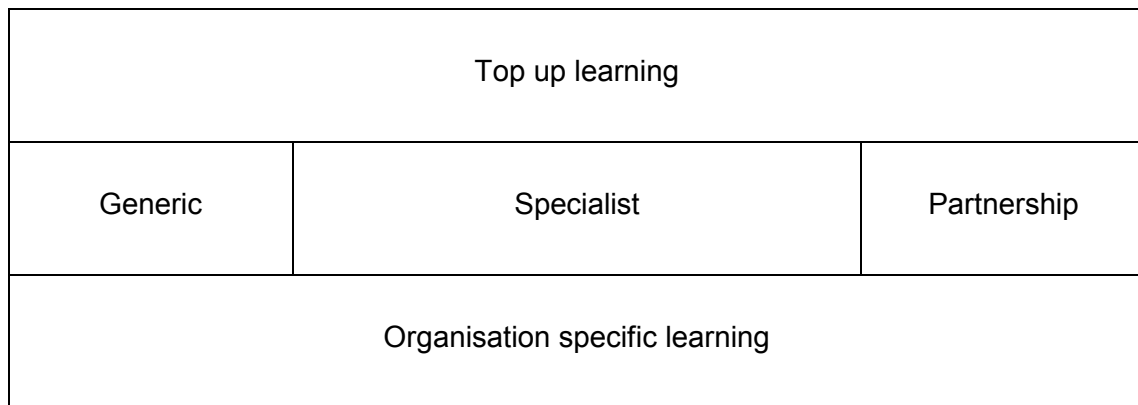 Top up learning
Generic
Specialist
Partnership
Organisation specific learning